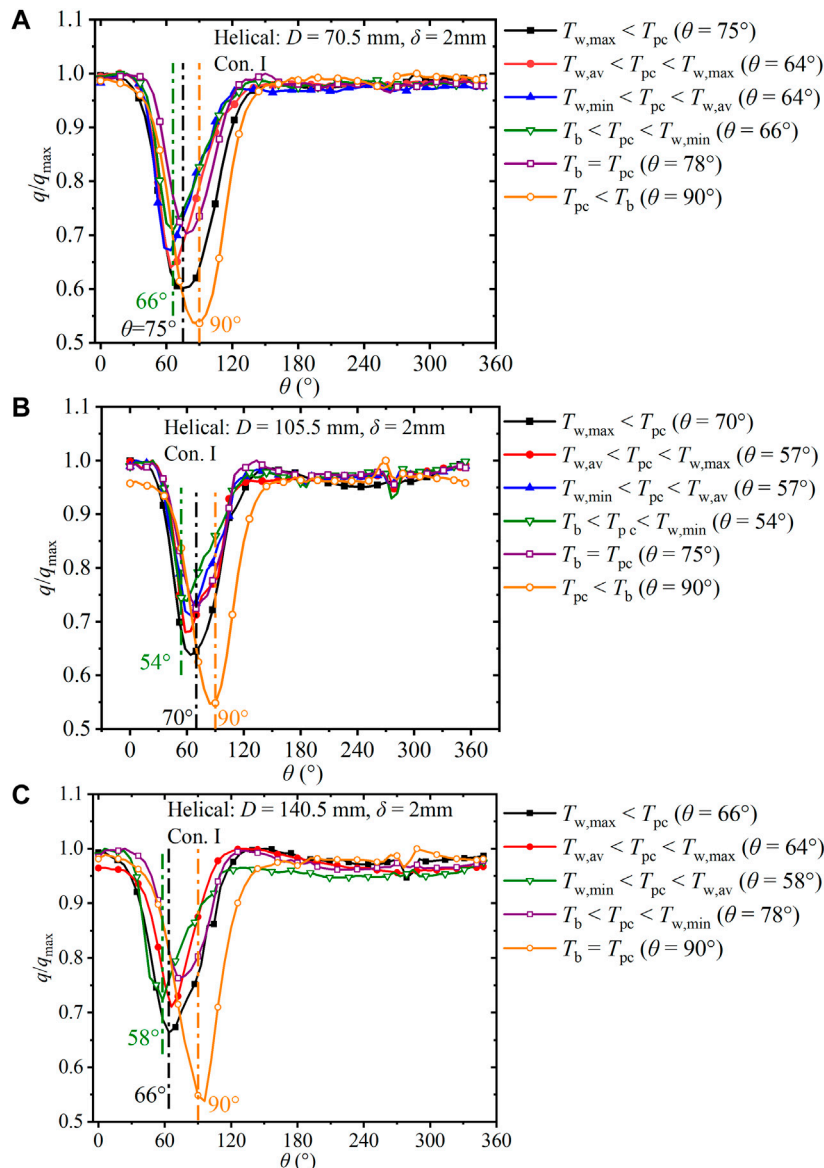 A
Helical: D = 70.5 mm, δ = 2mm
Con. I
1.1
1.0
0.9
0.8
0.7
0.6
0.5
q/qmax
66°
θ=75°
90°
0 60 120 180 240 300 360
θ (°)
Tw,max < Tpc (θ = 75°)
Tw,av < Tpc < Tw,max (θ = 64°)
Tw,min < Tpc < Tw,av (θ = 64°)
Tb < Tpc < Tw,min (θ = 66°)
Tb = Tpc (θ = 78°)
Tpc < Tb (θ = 90°)
B
Helical: D = 105.5 mm, δ = 2mm
Con. I
1.1
1.0
0.9
0.8
0.7
0.6
0.5
q/qmax
54°
70°
90°
0 60 120 180 240 300 360
θ (°)
Tw,max < Tpc (θ = 70°)
Tw,av < Tpc < Tw,max (θ = 57°)
Tw,min < Tpc < Tw,av (θ = 57°)
Tb < Tp c < Tw,min (θ = 54°)
Tb = Tpc (θ = 75°)
Tpc < Tb (θ = 90°)
C
Helical: D = 140.5 mm, δ = 2mm
Con. I
1.1
1.0
0.9
0.8
0.7
0.6
0.5
q/qmax
58°
66°
90°
0 60 120 180 240 300 360
θ (°)
Tw,max < Tpc (θ = 66°)
Tw,av < Tpc < Tw,max (θ = 64°)
Tw,min < Tpc < Tw,av (θ = 58°)
Tb < Tpc < Tw,min (θ = 78°)
Tb = Tpc (θ = 90°)